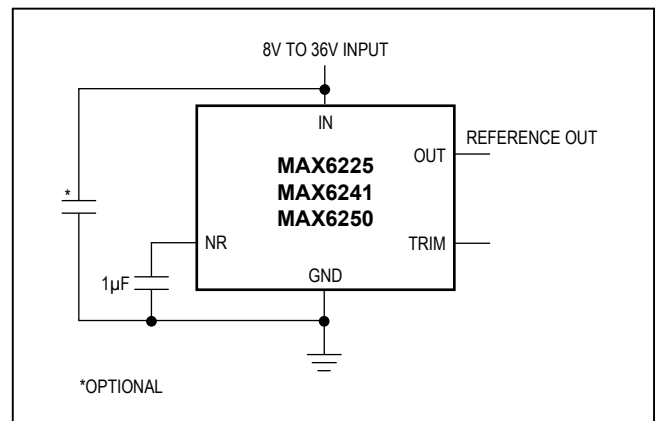 8V TO 36V INPUT
IN
OUT
REFERENCE OUT
MAX6225
MAX6241
MAX6250
*
NR
TRIM
1µF
GND
*OPTIONAL